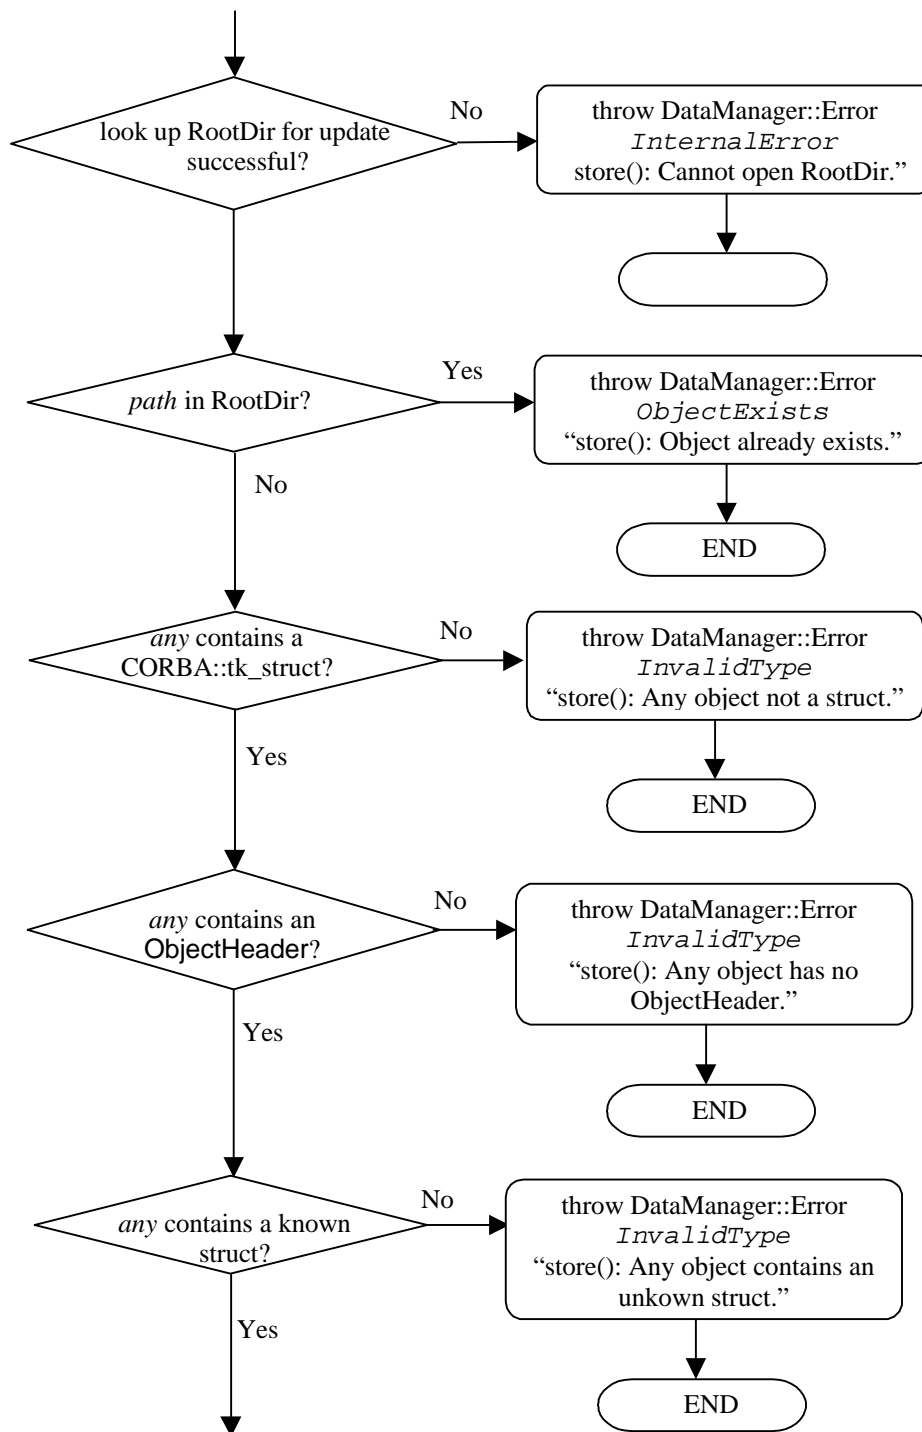 look up RootDir for update
successful?
No
throw DataManager::Error
InternalError
store(): Cannot open RootDir.”
path in RootDir?
Yes
throw DataManager::Error
ObjectExists
“store(): Object already exists.”
No
END
any contains a
CORBA::tk_struct?
No
throw DataManager::Error
InvalidType
“store(): Any object not a struct.”
Yes
END
any contains an
ObjectHeader?
No
throw DataManager::Error
InvalidType
“store(): Any object has no
ObjectHeader.”
Yes
END
any contains a known
struct?
No
throw DataManager::Error
InvalidType
“store(): Any object contains an
unkown struct.”
Yes
END